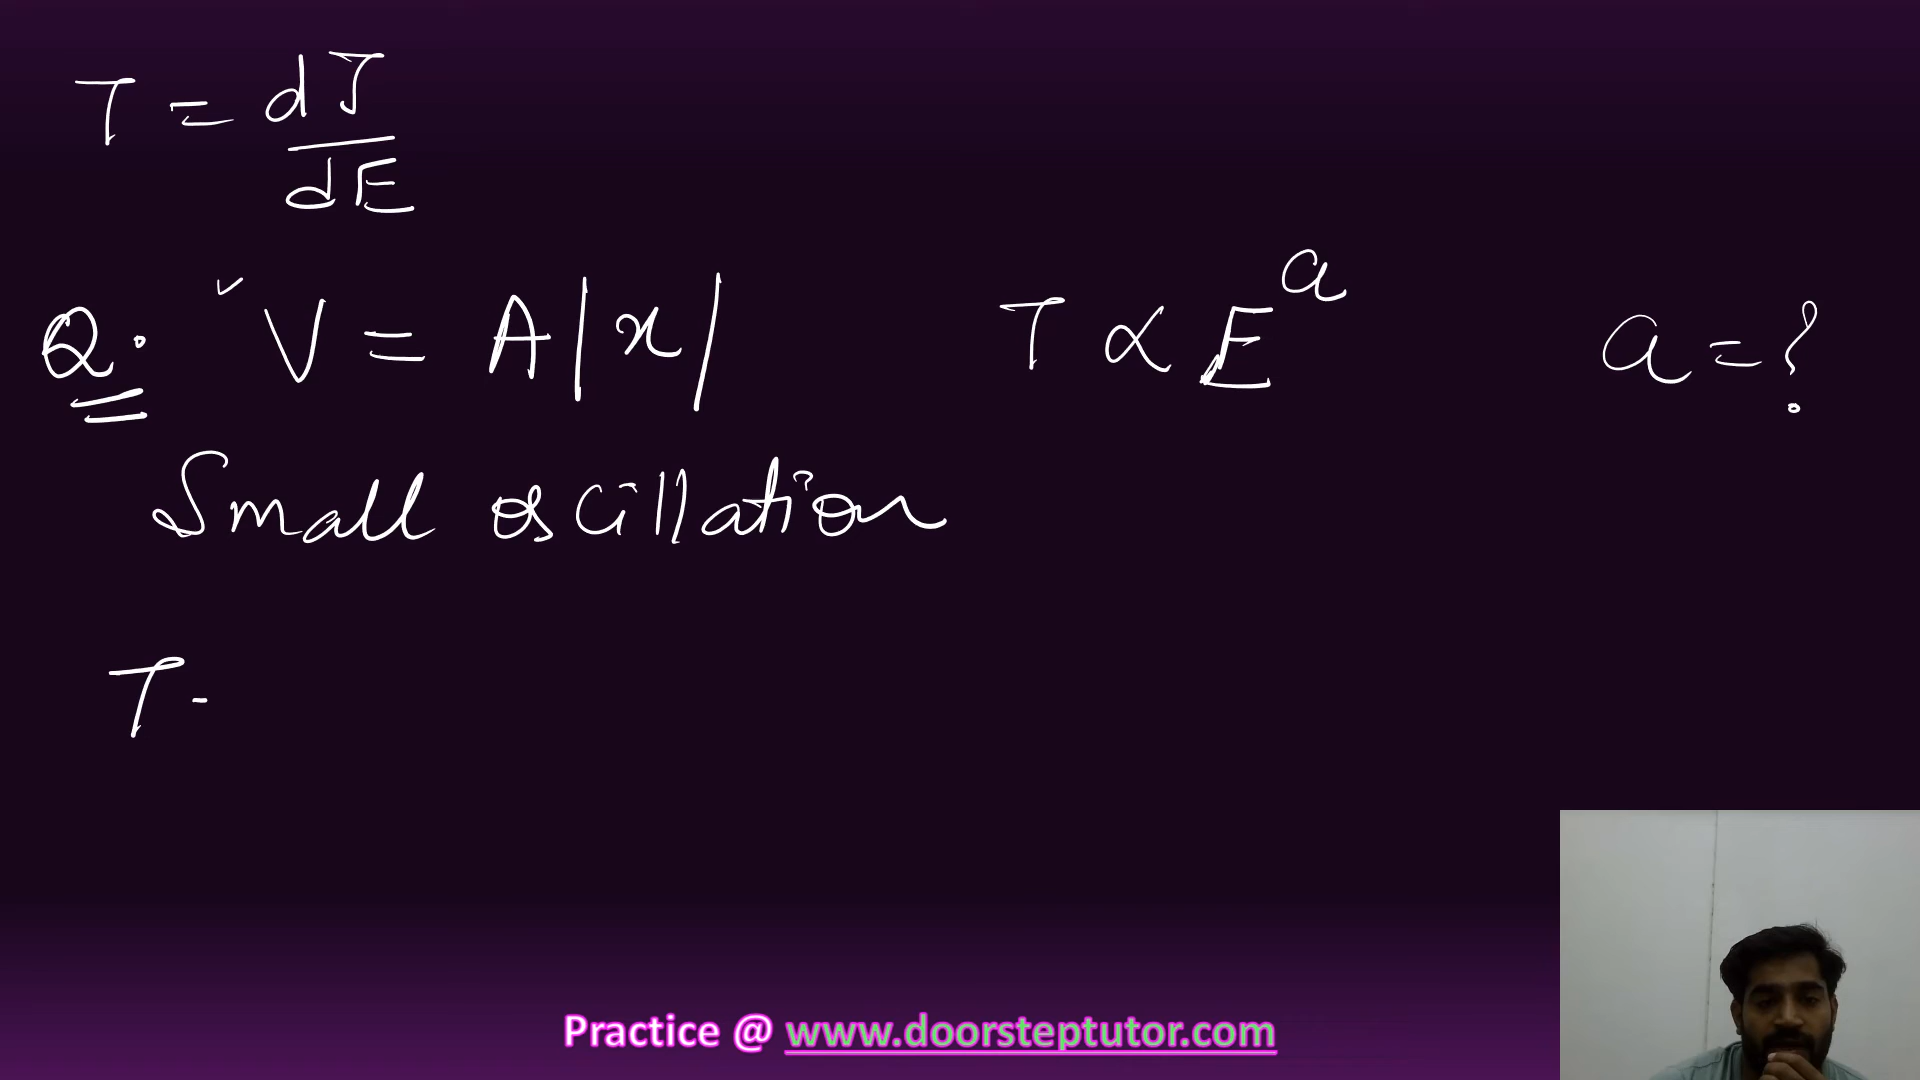 T = dJ
dE
Q. V = A|x| T ∝ E^a a = ?
Small oscillation
T -
Practice @ www.doorsteptutor.com